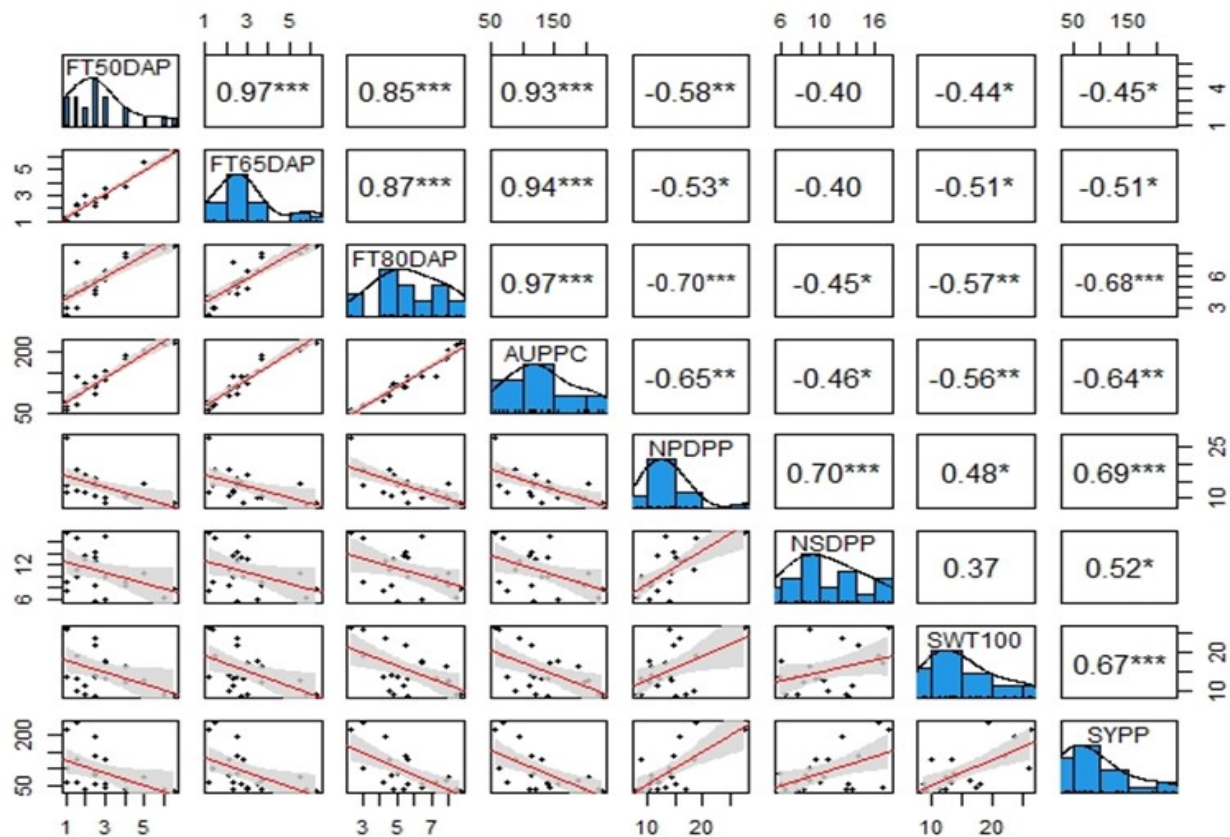 1 3 5 50 150 6 10 16 50 150
FT50DAP 0.97*** 0.85*** 0.93*** -0.58** -0.40 -0.44* -0.45* 1 4
1 3 5 FT65DAP 0.87*** 0.94*** -0.53* -0.40 -0.51* -0.51*
FT80DAP 0.97*** -0.70*** -0.45* -0.57** -0.68*** 3 6
50 200 AUPPC -0.65** -0.46* -0.56** -0.64**
NPDPP 0.70*** 0.48* 0.69*** 10 25
6 12 NSDPP 0.37 0.52*
SWT100 0.67*** 10 20
50 200 SYPP
1 3 5 3 5 7 10 20 10 20